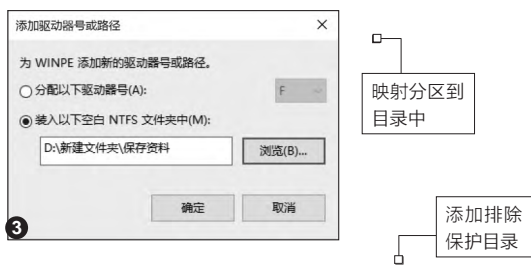 添加驱动器号或路径
为 WINPE 添加新的驱动器号或路径。
分配以下驱动器号(A):
F
装入以下空白 NTFS 文件夹中(M):
D:\新建文件夹\保存资料
浏览(B)...
确定
取消
3
映射分区到
目录中
添加排除
保护目录